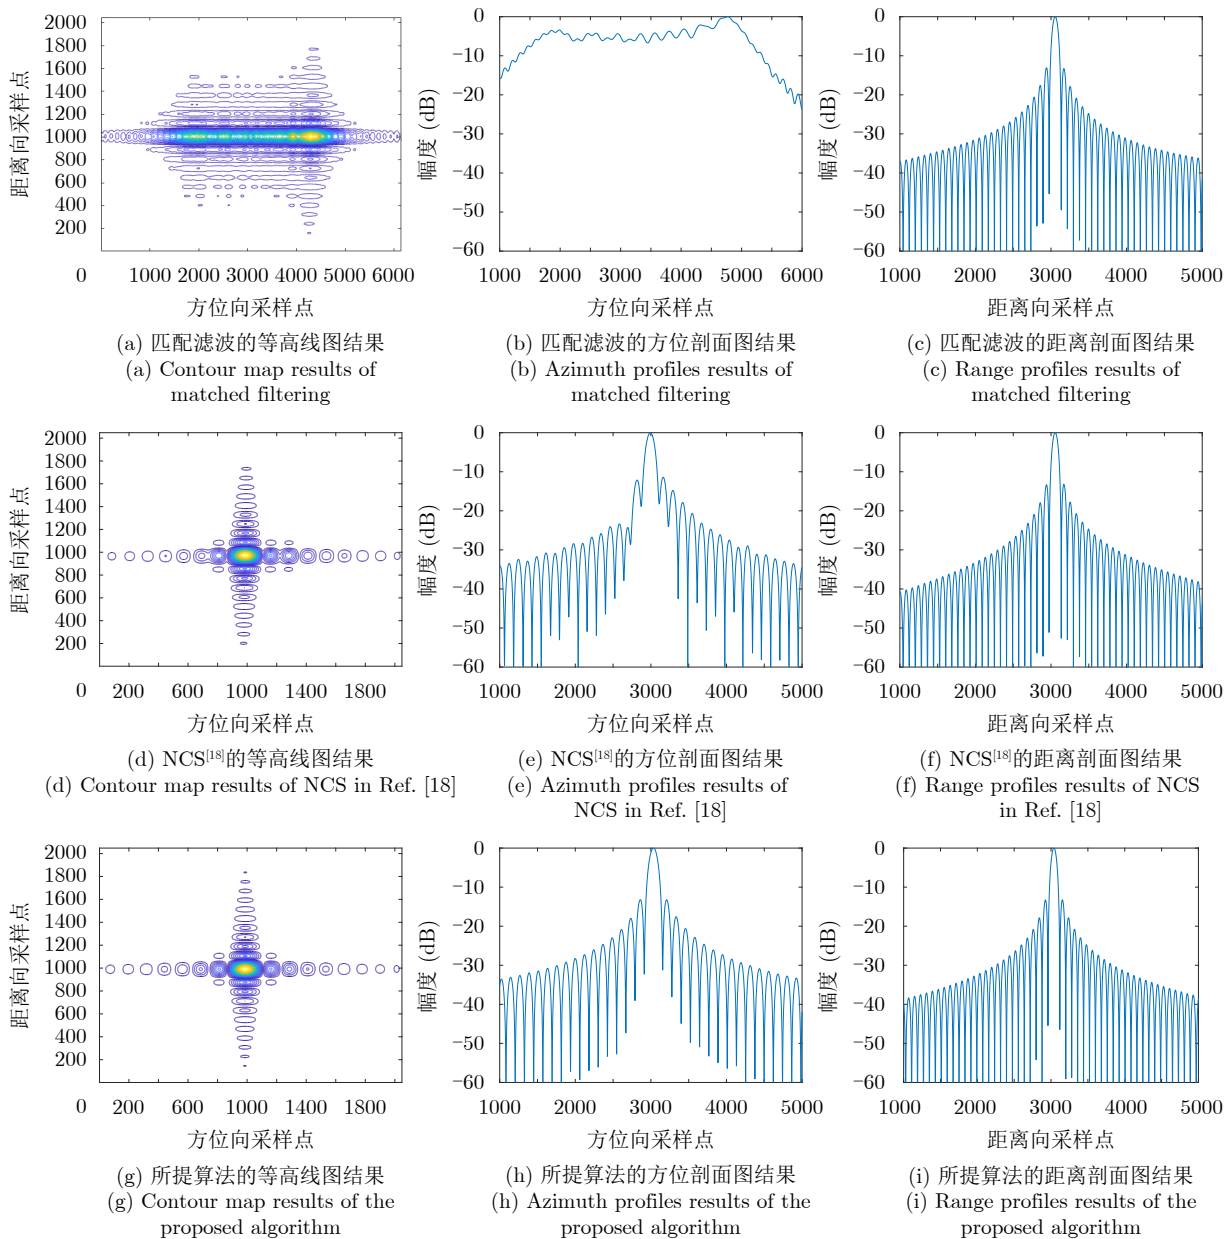 2000
1800
1600
1400
1200
1000
800
600
400
200
0
1000 2000 3000 4000 5000 6000
距离向采样点
方位向采样点
(a) 匹配滤波的等高线图结果
(a) Contour map results of
matched filtering
0
−10
−20
−30
−40
−50
−60
1000 2000 3000 4000 5000 6000
幅度 (dB)
方位向采样点
(b) 匹配滤波的方位剖面图结果
(b) Azimuth profiles results of
matched filtering
0
−10
−20
−30
−40
−50
−60
1000 2000 3000 4000 5000
幅度 (dB)
距离向采样点
(c) 匹配滤波的距离剖面图结果
(c) Range profiles results of
matched filtering
2000
1800
1600
1400
1200
1000
800
600
400
200
0
200 600 1000 1400 1800
距离向采样点
方位向采样点
(d) NCS[18]的等高线图结果
(d) Contour map results of NCS in Ref. [18]
0
−10
−20
−30
−40
−50
−60
1000 2000 3000 4000 5000
幅度 (dB)
方位向采样点
(e) NCS[18]的方位剖面图结果
(e) Azimuth profiles results of
NCS in Ref. [18]
0
−10
−20
−30
−40
−50
−60
1000 2000 3000 4000 5000
幅度 (dB)
距离向采样点
(f) NCS[18]的距离剖面图结果
(f) Range profiles results of NCS
in Ref. [18]
2000
1800
1600
1400
1200
1000
800
600
400
200
0
200 600 1000 1400 1800
距离向采样点
方位向采样点
(g) 所提算法的等高线图结果
(g) Contour map results of the
proposed algorithm
0
−10
−20
−30
−40
−50
−60
1000 2000 3000 4000 5000
幅度 (dB)
方位向采样点
(h) 所提算法的方位剖面图结果
(h) Azimuth profiles results of the
proposed algorithm
0
−10
−20
−30
−40
−50
−60
1000 2000 3000 4000 5000
幅度 (dB)
距离向采样点
(i) 所提算法的距离剖面图结果
(i) Range profiles results of the
proposed algorithm